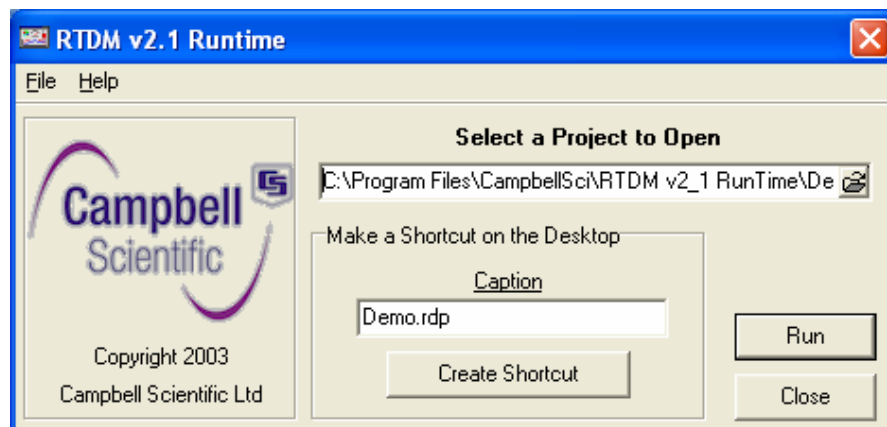 RTDM v2.1 Runtime
File Help
Select a Project to Open
C:\Program Files\CampbellSci\RTDM v2_1 RunTime\De
Campbell
Scientific
Make a Shortcut on the Desktop
Caption
Demo.rdp
Create Shortcut
Copyright 2003
Campbell Scientific Ltd
Run
Close